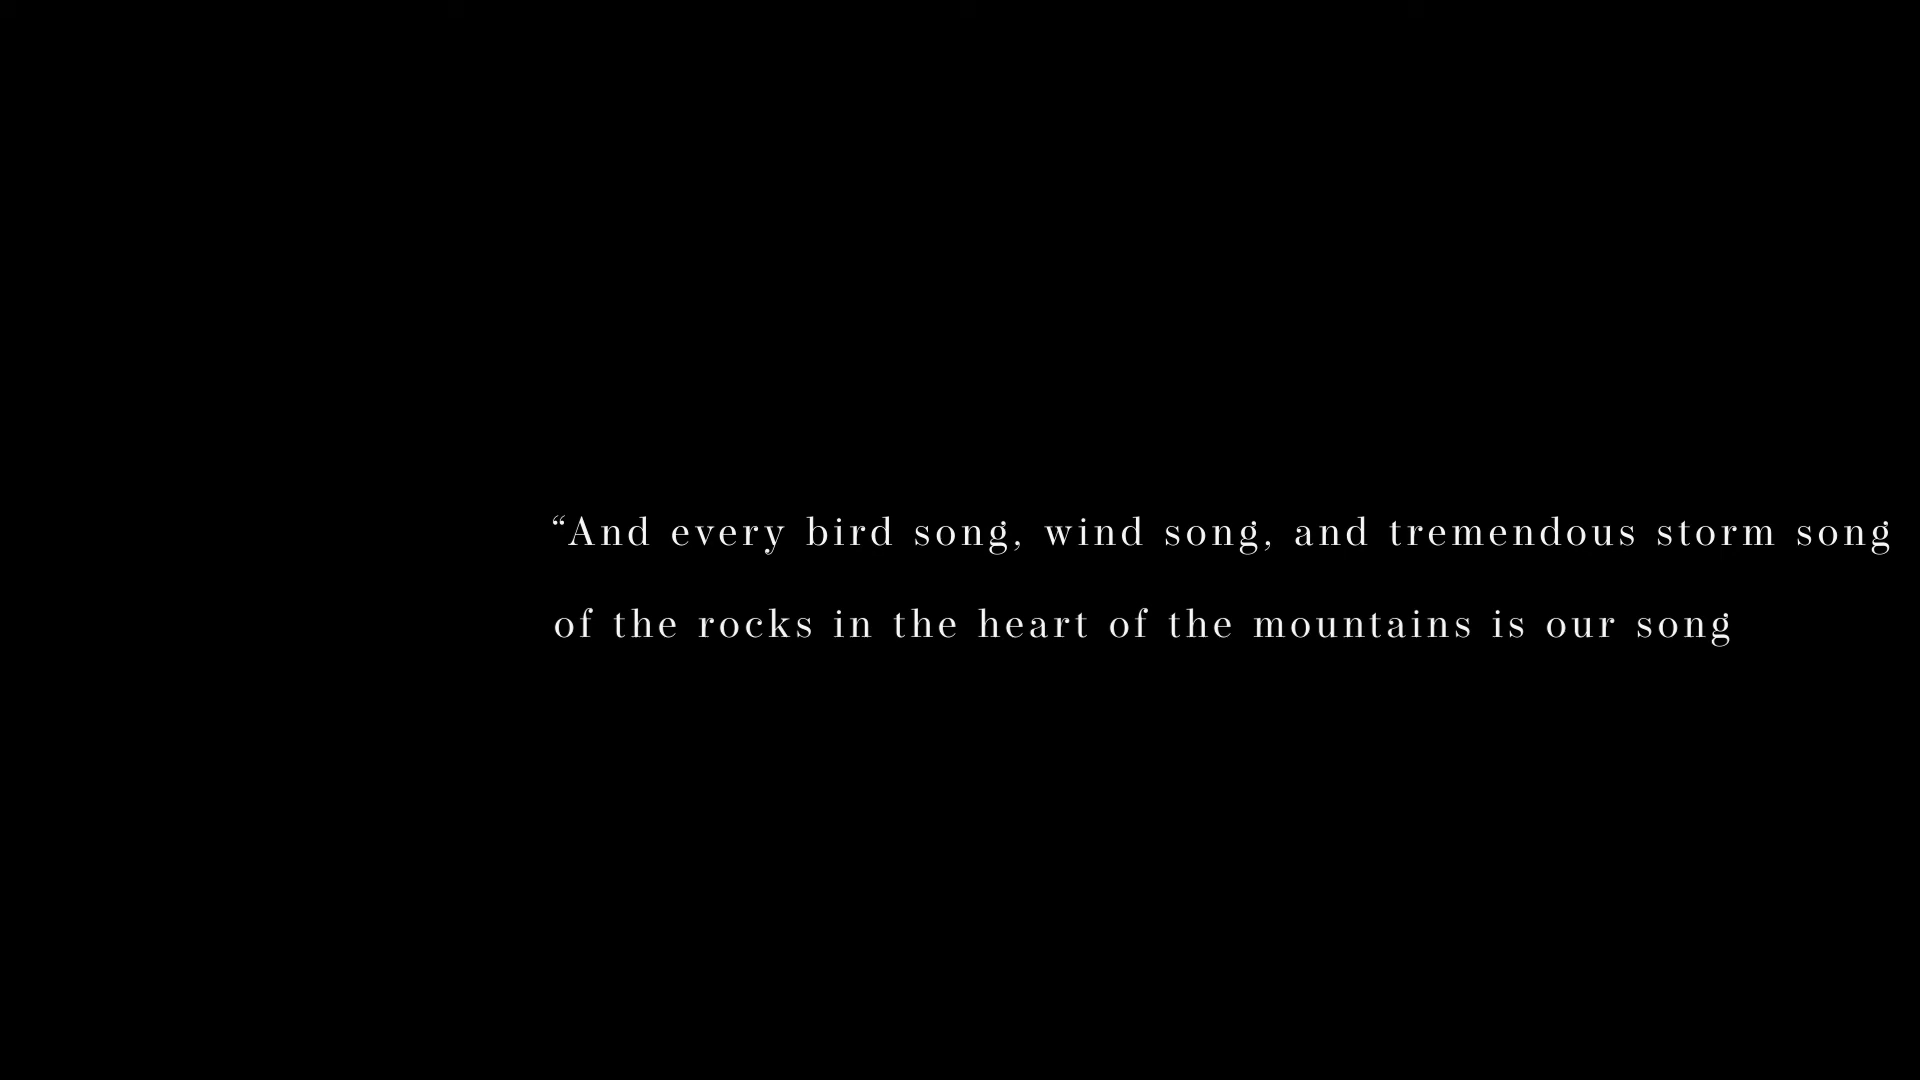 “And every bird song, wind song, and tremendous storm song
of the rocks in the heart of the mountains is our song